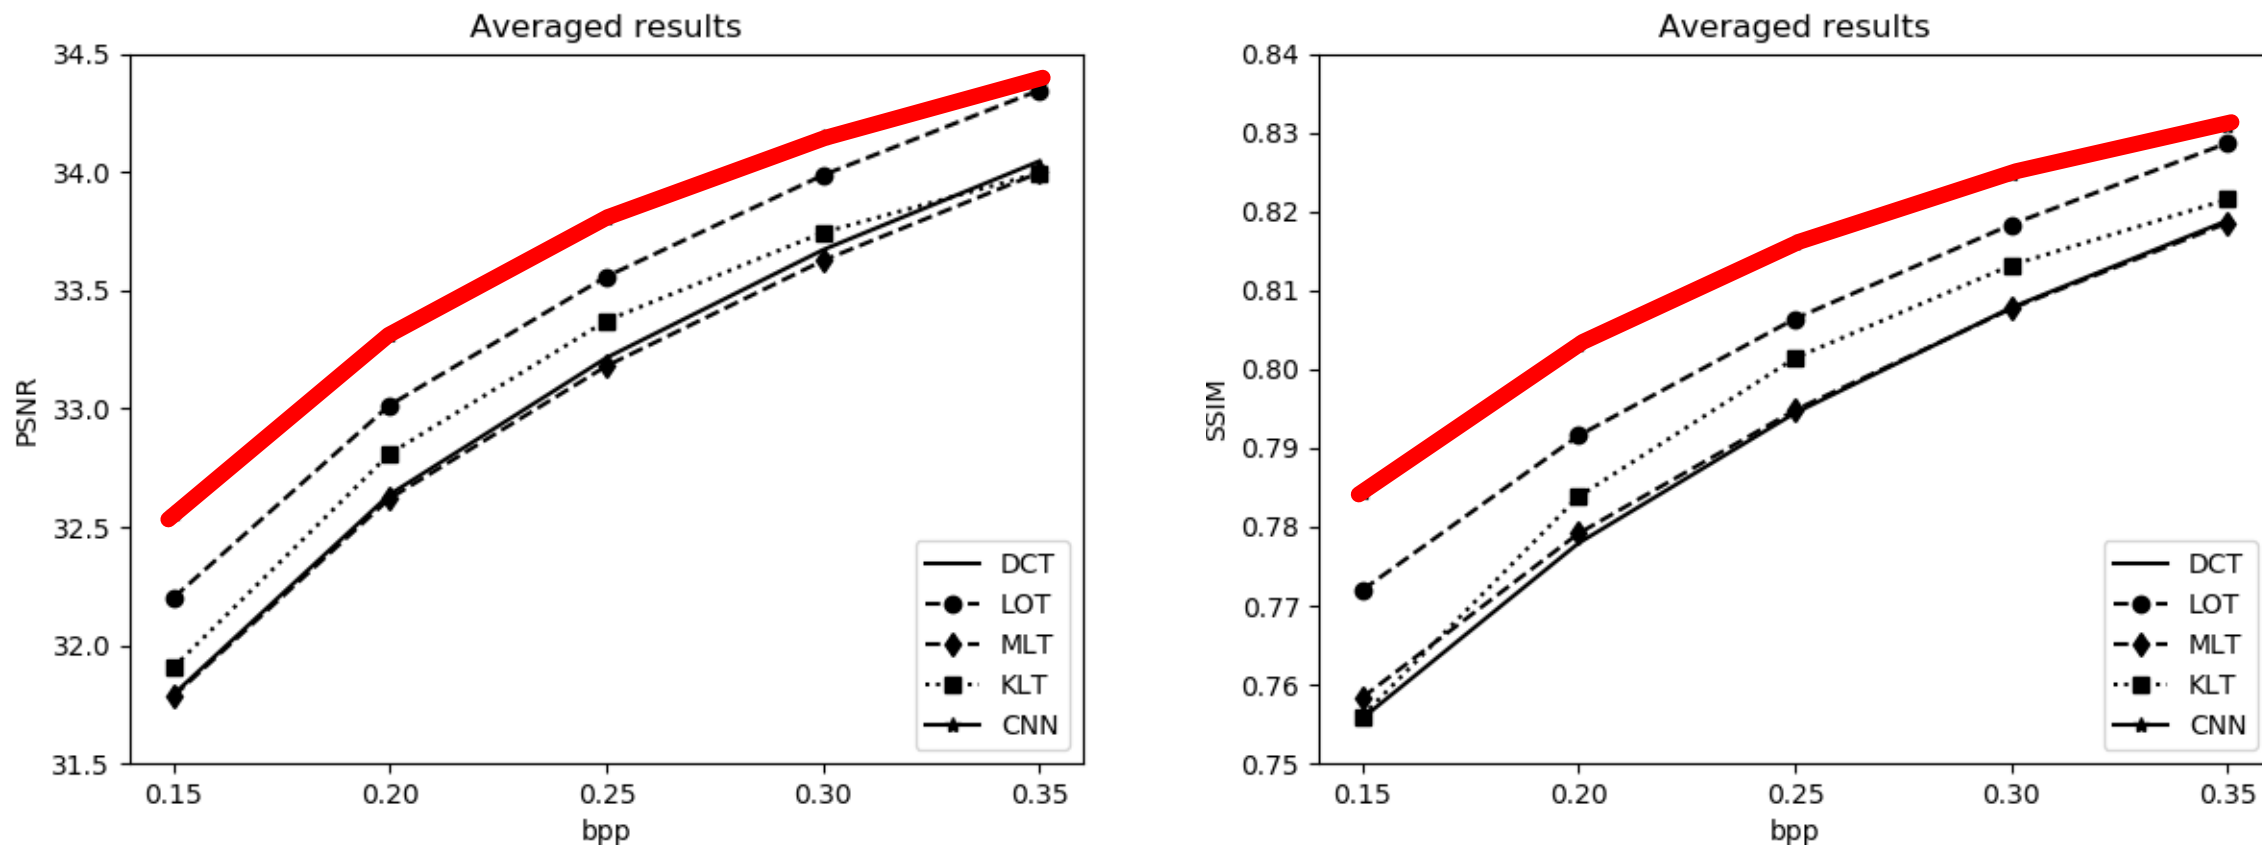 Averaged results
34.5
34.0
33.5
33.0
32.5
32.0
31.5
PSNR
0.15 0.20 0.25 0.30 0.35
bpp
DCT
LOT
MLT
KLT
CNN
Averaged results
0.84
0.83
0.82
0.81
0.80
0.79
0.78
0.77
0.76
0.75
SSIM
0.15 0.20 0.25 0.30 0.35
bpp
DCT
LOT
MLT
KLT
CNN